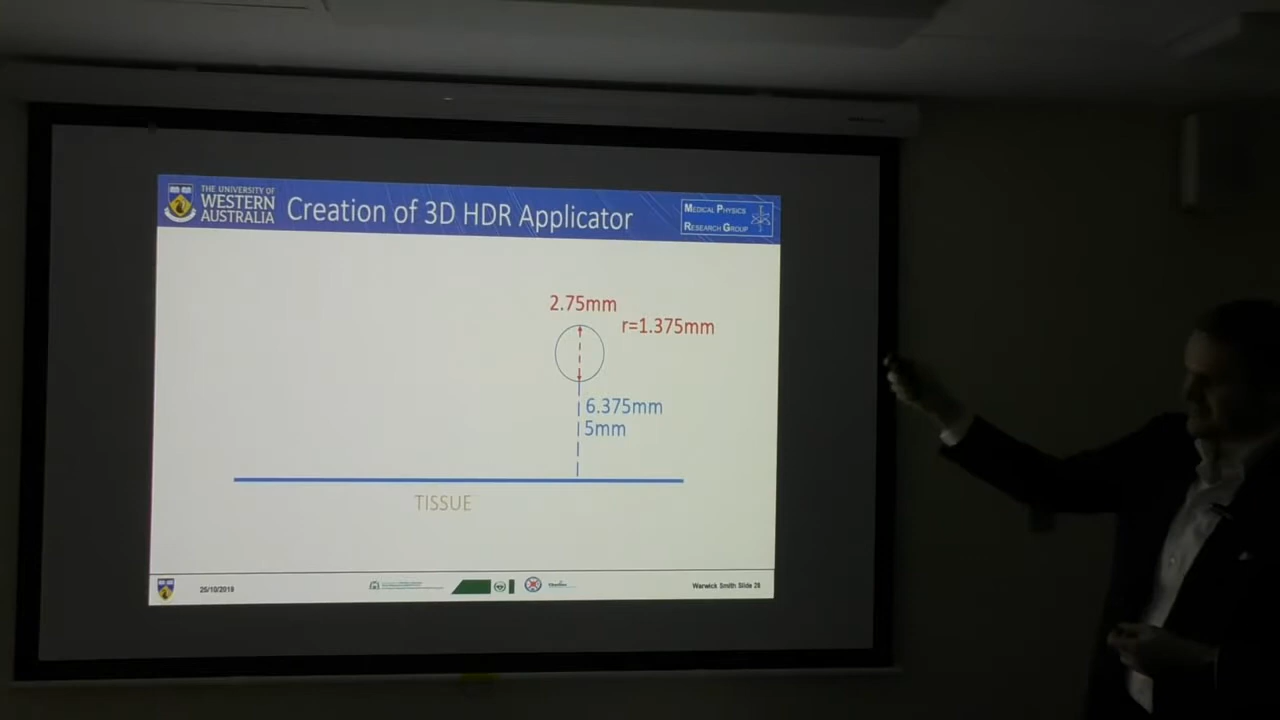 THE UNIVERSITY OF
WESTERN
AUSTRALIA
Creation of 3D HDR Applicator
MEDICAL PHYSICS
RESEARCH GROUP
2.75mm
r=1.375mm
6.375mm
5mm
TISSUE
25/10/2019
Warwick Smith Slide 28